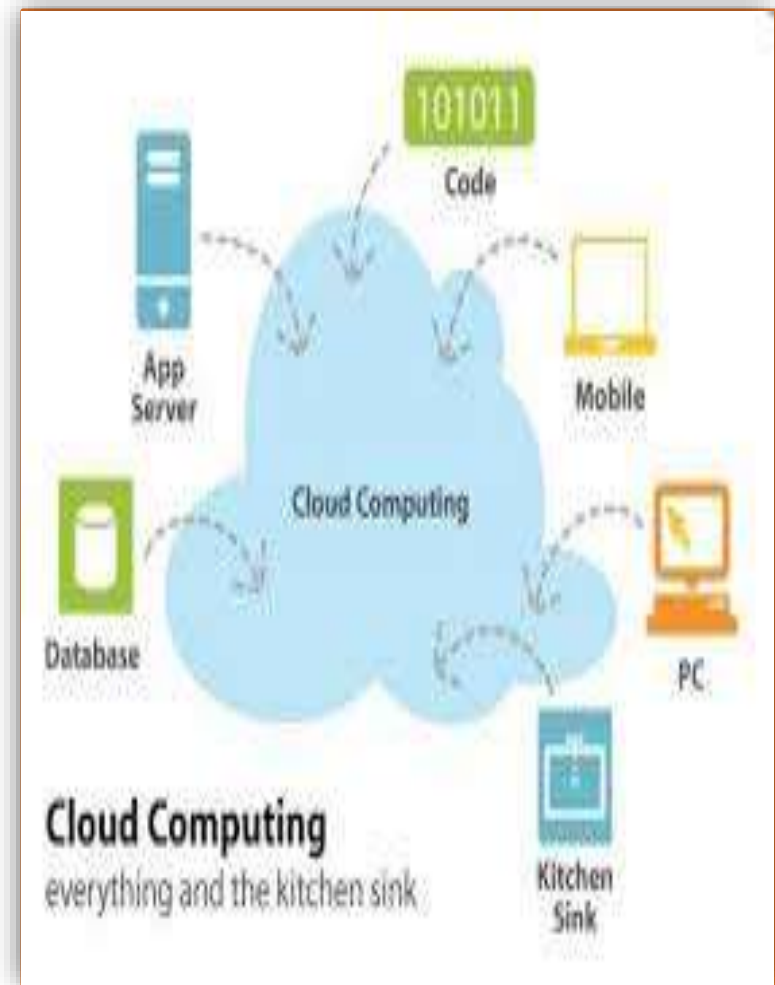 101011
Code
App
Server
Mobile
Cloud Computing
Database
PC
Cloud Computing
everything and the kitchen sink
Kitchen
Sink